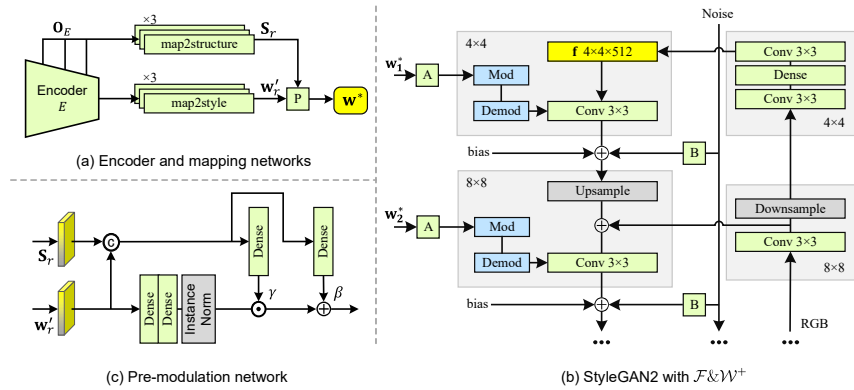 O_E
×3
map2structure
S_r
Encoder
E
×3
map2style
w'_r
P
w*
(a) Encoder and mapping networks
S_r
C
w'_r
Dense
Dense
Instance
Norm
Dense
Dense
γ
β
(c) Pre-modulation network
Noise
4×4
w*_1
A
Mod
Demod
f 4×4×512
Conv 3×3
Conv 3×3
Dense
Conv 3×3
4×4
bias
B
8×8
w*_2
A
Mod
Demod
Upsample
Conv 3×3
Downsample
Conv 3×3
8×8
bias
B
RGB
•••
•••
•••
(b) StyleGAN2 with F&W⁺